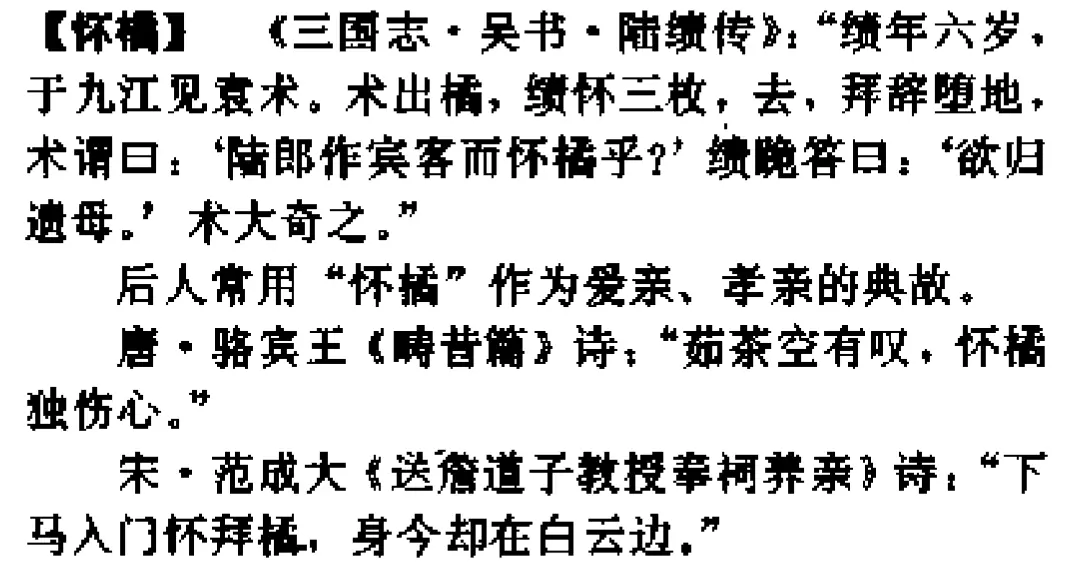 【怀橘】 《三国志·吴书·陆绩传》：“绩年六岁，
于九江见袁术。术出橘，绩怀三枚，去，拜辞堕地，
术谓曰：‘陆郎作宾客而怀橘乎？’绩跪答曰：‘欲归
遗母。’术大奇之。”
后人常用“怀橘”作为爱亲、孝亲的典故。
唐·骆宾王《畴昔篇》诗：“茹茶空有叹，怀橘
独伤心。”
宋·范成大《送詹道子教授奉祠养亲》诗：“下
马入门怀拜橘，身今却在白云边。”